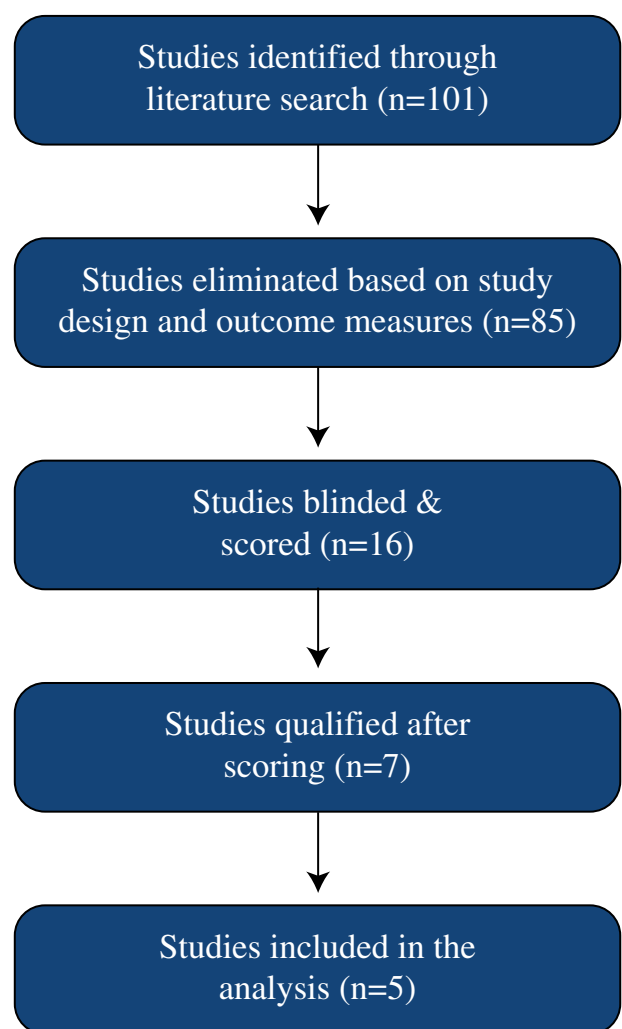 Studies identified through
literature search (n=101)
Studies eliminated based on study
design and outcome measures (n=85)
Studies blinded &
scored (n=16)
Studies qualified after
scoring (n=7)
Studies included in the
analysis (n=5)